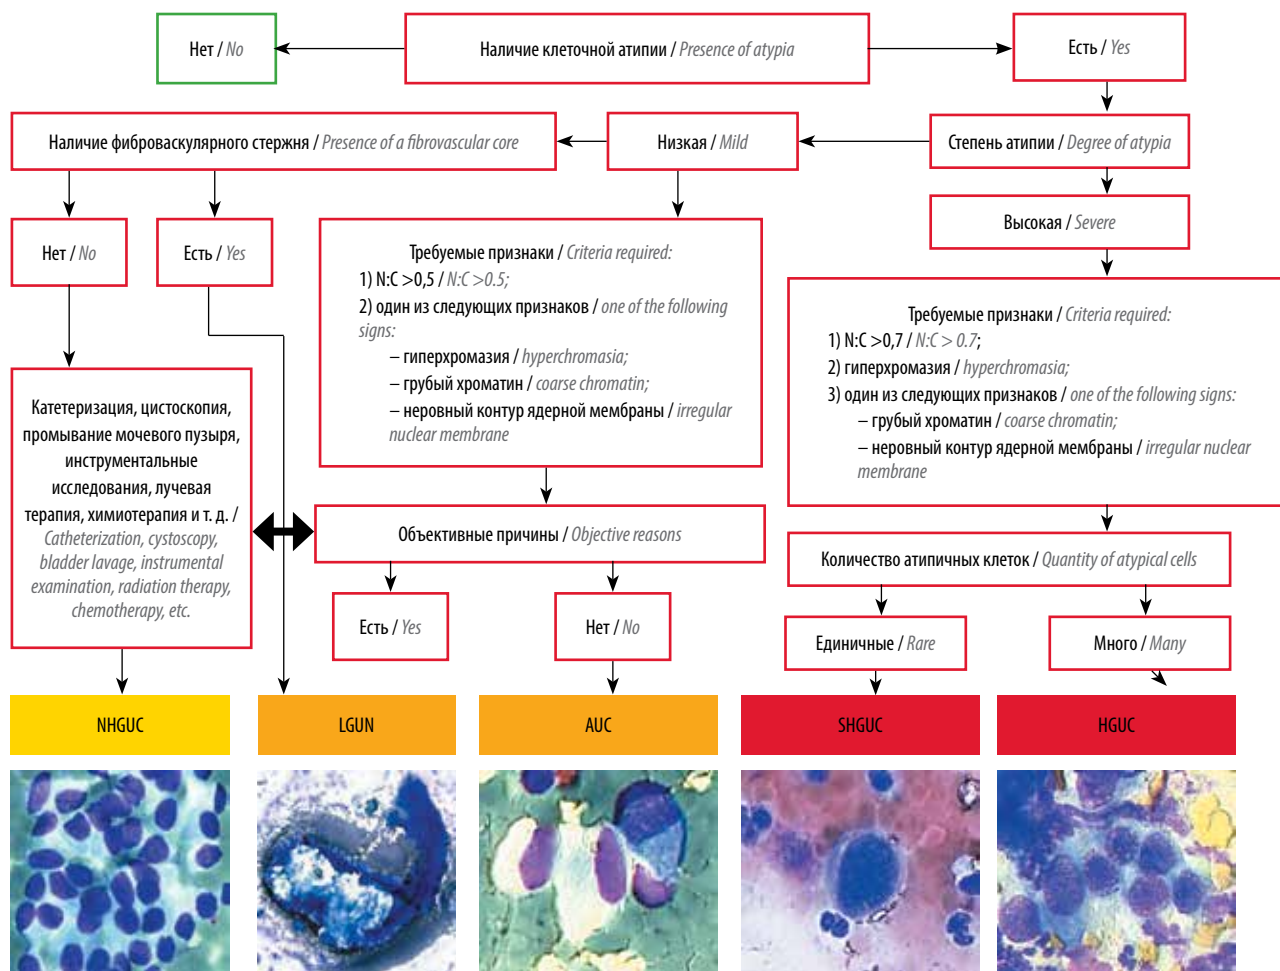 Нет / No
Наличие клеточной атипии / Presence of atypia
Есть / Yes
Наличие фиброваскулярного стержня / Presence of a fibrovascular core
Низкая / Mild
Степень атипии / Degree of atypia
Нет / No
Есть / Yes
Высокая / Severe
Требуемые признаки / Criteria required:
1) N:C >0,5 / N:C >0.5;
2) один из следующих признаков / one of the following
signs:
– гиперхромазия / hyperchromasia;
– грубый хроматин / coarse chromatin;
– неровный контур ядерной мембраны / irregular
nuclear membrane
Требуемые признаки / Criteria required:
1) N:C >0,7 / N:C > 0.7;
2) гиперхромазия / hyperchromasia;
3) один из следующих признаков / one of the following signs:
– грубый хроматин / coarse chromatin;
– неровный контур ядерной мембраны / irregular nuclear
membrane
Катетеризация, цистоскопия,
промывание мочевого пузыря,
инструментальные
исследования, лучевая
терапия, химиотерапия и т. д. /
Catheterization, cystoscopy,
bladder lavage, instrumental
examination, radiation therapy,
chemotherapy, etc.
Объективные причины / Objective reasons
Количество атипичных клеток / Quantity of atypical cells
Есть / Yes
Нет / No
Единичные / Rare
Много / Many
NHGUC
LGUN
AUC
SHGUC
HGUC